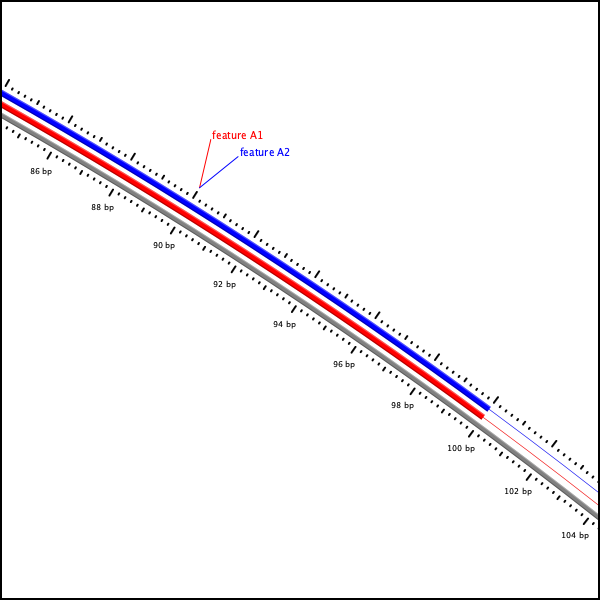 feature A1
feature A2
86 bp
88 bp
90 bp
92 bp
94 bp
96 bp
98 bp
100 bp
102 bp
104 bp